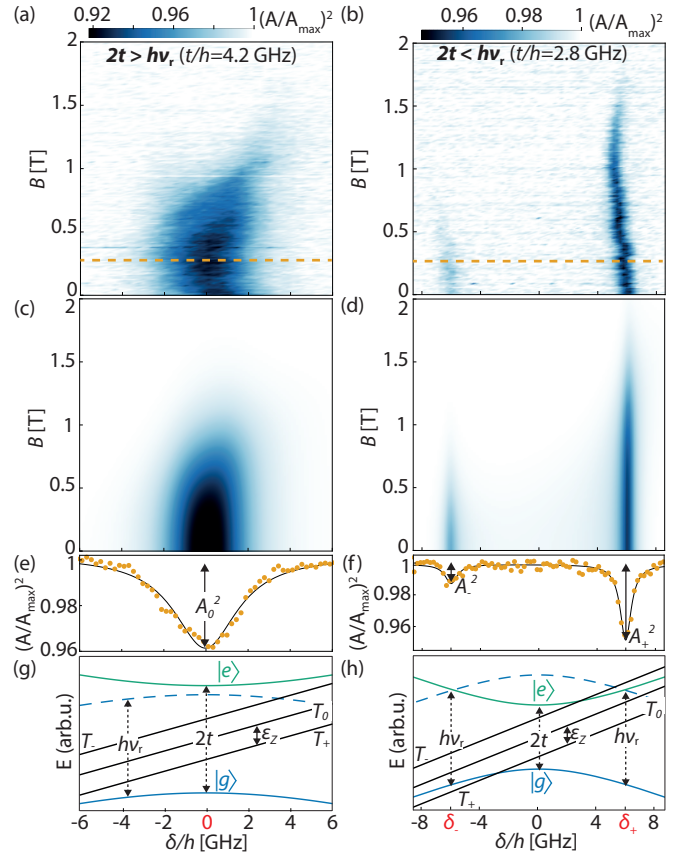 (a) 0.92 0.96 1 (A/A_max)^2
2t > hν_r (t/h=4.2 GHz)
2
1.5
1
B [T]
0.5
0
(b) 0.96 0.98 1 (A/A_max)^2
2t < hν_r (t/h=2.8 GHz)
2
1.5
1
B [T]
0.5
0
(c)
2
1.5
1
B [T]
0.5
0
(d)
2
1.5
1
B [T]
0.5
0
(e)
1
0.98
0.96
(A/A_max)^2
A_0^2
(f)
1
0.98
0.96
(A/A_max)^2
A_-^2
A_+^2
(g)
E (arb.u.)
|e⟩
T_0
T_-
hν_r
2t
ε_z
T_+
|g⟩
-6 -4 -2 0 2 4 6
δ/h [GHz]
(h)
E (arb.u.)
|e⟩
T_0
T_-
hν_r
2t
ε_z
hν_r
|g⟩
T_+
-8 δ_- -4 0 4 δ_+ 8
δ/h [GHz]